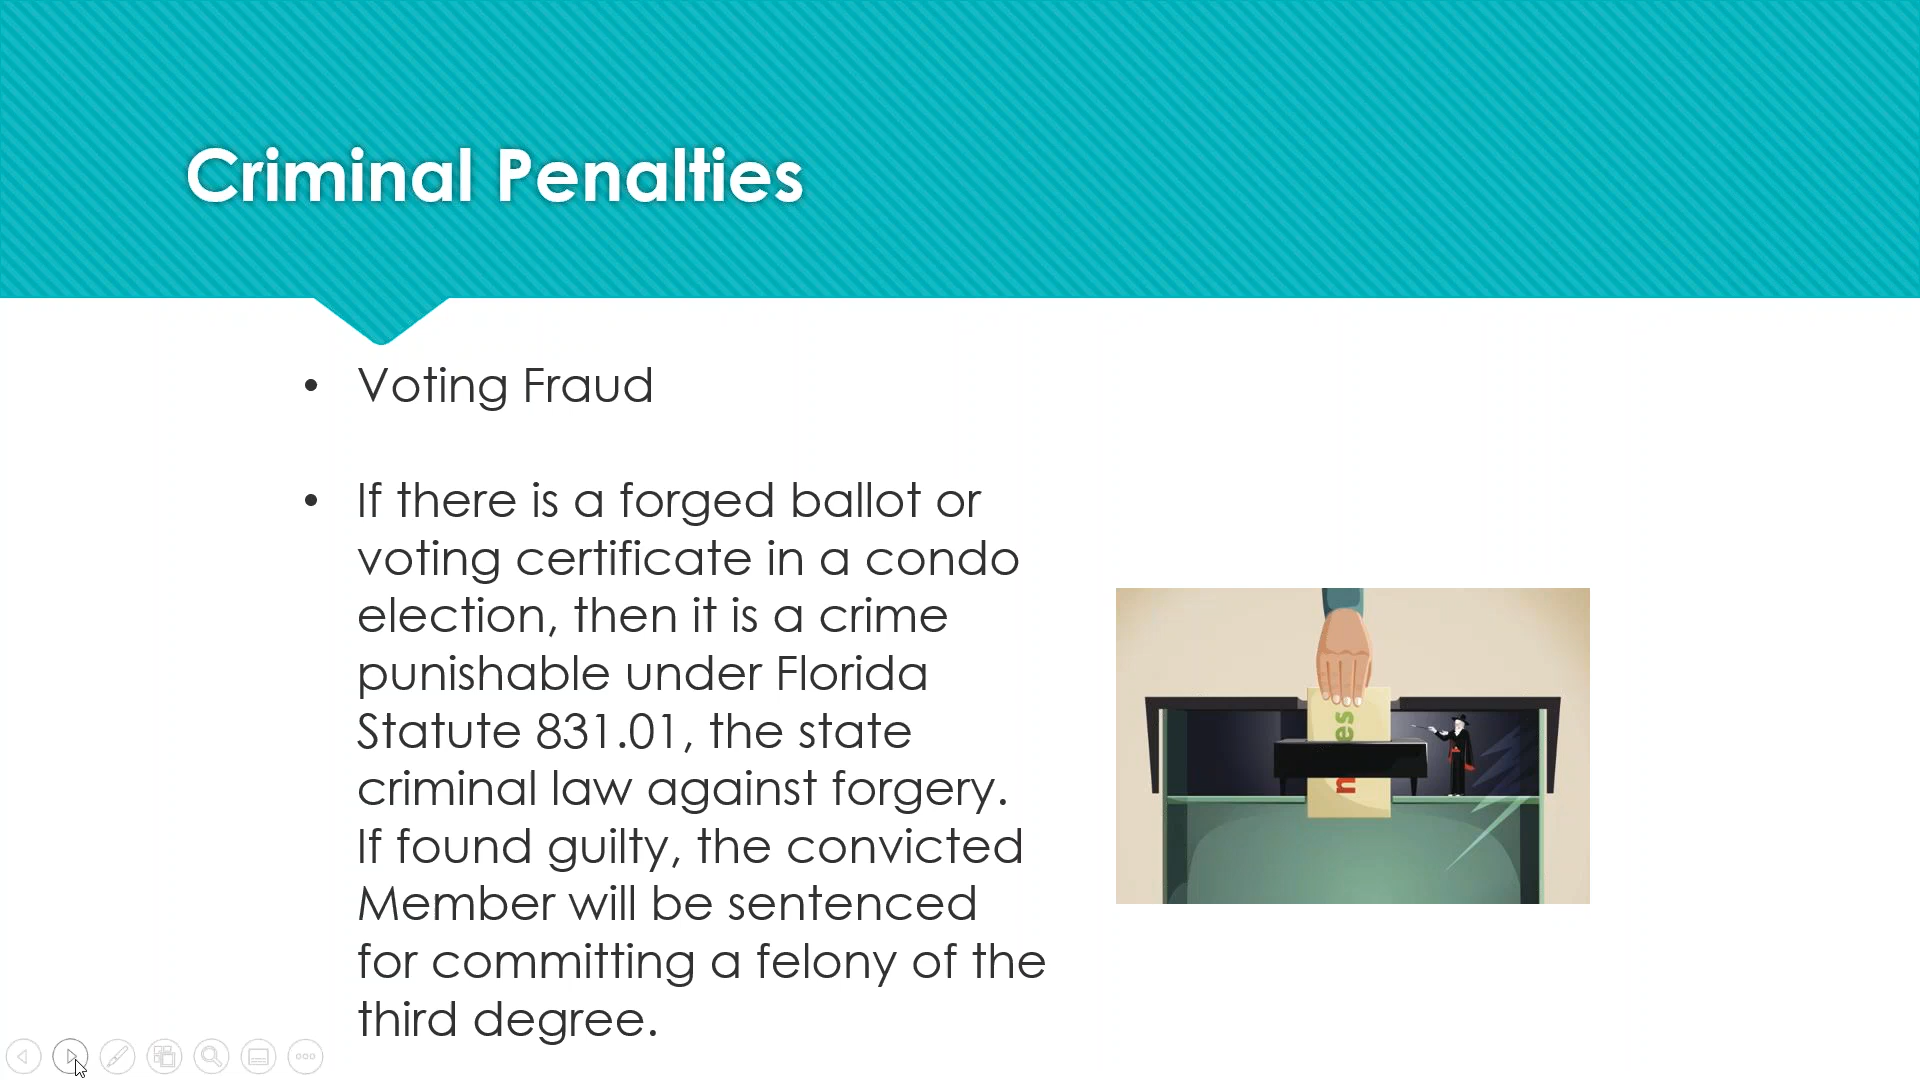 Criminal Penalties
• Voting Fraud
• If there is a forged ballot or
voting certificate in a condo
election, then it is a crime
punishable under Florida
Statute 831.01, the state
criminal law against forgery.
If found guilty, the convicted
Member will be sentenced
for committing a felony of the
third degree.
es
n